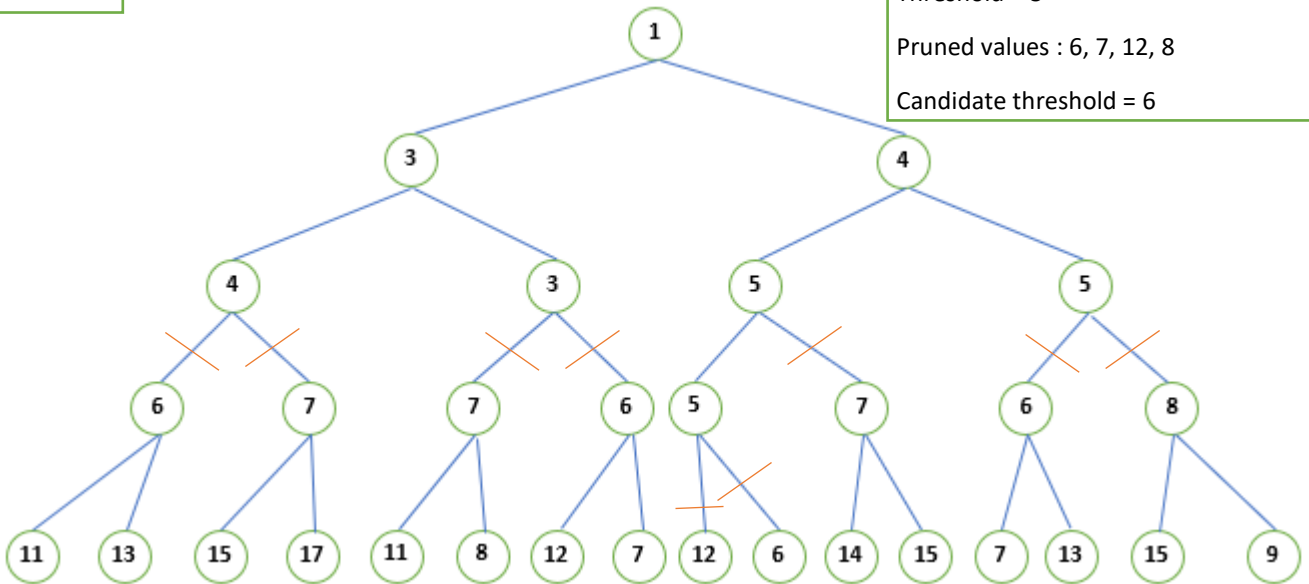 Pruned values : 6, 7, 12, 8
Candidate threshold = 6
1
3 4
4 3 5 5
6 7 7 6 5 7 6 8
11 13 15 17 11 8 12 7 12 6 14 15 7 13 15 9